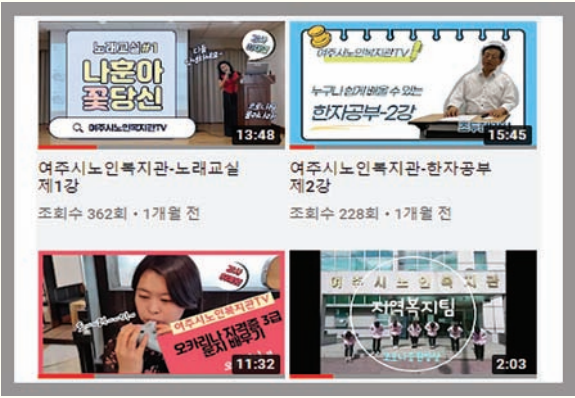 노래교실#1
나훈아
꽃당신
여주시노인복지관TV
13:48
여주시노인복지관TV
누구나 쉽게 배울 수 있는
한자공부-2강
15:45
여주시노인복지관-노래교실
제1강
조회수 362회 • 1개월 전
여주시노인복지관-한자공부
제2강
조회수 228회 • 1개월 전
여주시노인복지관TV
오카리나 자격증 3급
운지 배우기
11:32
여주시노인복지관
지역복지팀
2:03